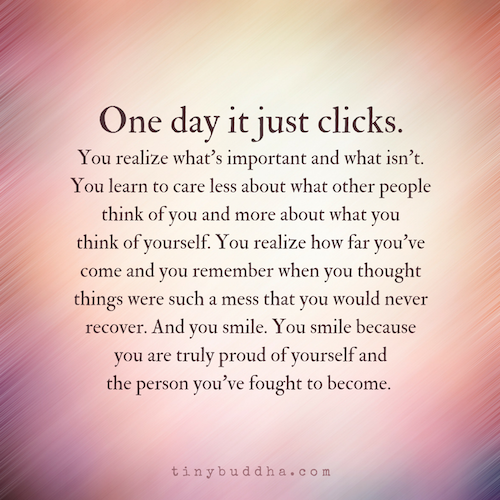 One day it just clicks.
You realize what's important and what isn't.
You learn to care less about what other people
think of you and more about what you
think of yourself. You realize how far you've
come and you remember when you thought
things were such a mess that you would never
recover. And you smile. You smile because
you are truly proud of yourself and
the person you've fought to become.
tinybuddha.com